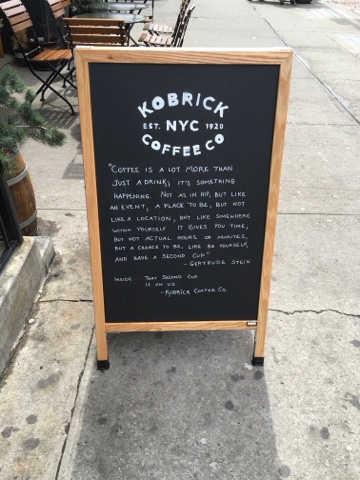 KOBRICK
EST. NYC 1920
COFFEE CO
"COFFEE IS A LOT MORE THAN
JUST A DRINK; IT'S SOMETHING
HAPPENING. NOT AS IN HIP, BUT LIKE
AN EVENT, A PLACE TO BE, BUT NOT
LIKE A LOCATION, BUT LIKE SOMEWHERE
WITHIN YOURSELF. IT GIVES YOU TIME,
BUT NOT ACTUAL HOURS OR MINUTES,
BUT A CHANCE TO BE, LIKE BE YOURSELF,
AND HAVE A SECOND CUP."
- GERTRUDE STEIN
INSIDE... THAT SECOND CUP
IS ON US.
- KOBRICK COFFEE CO.